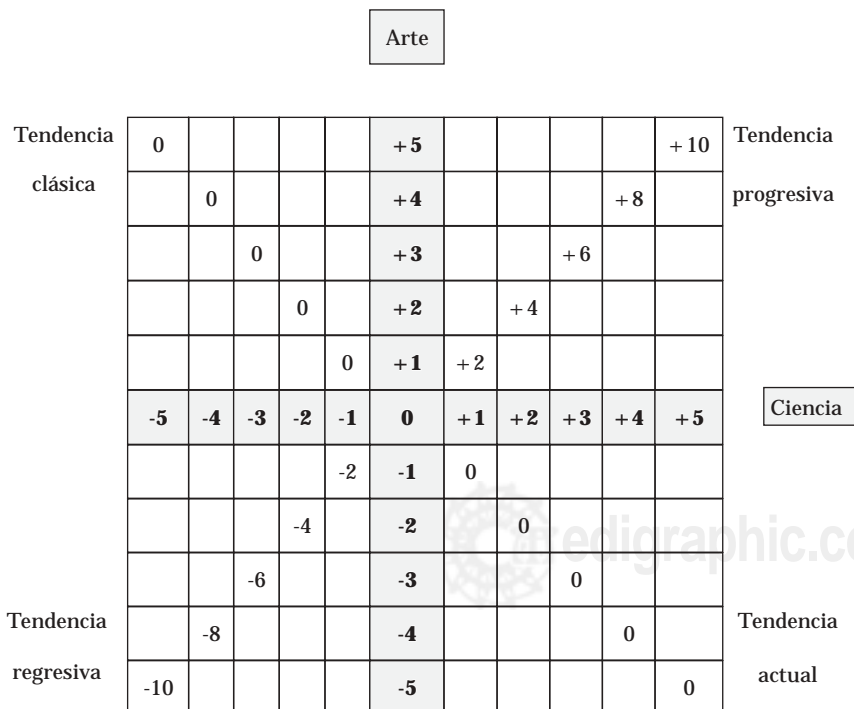 Arte
Tendencia 0 +5 +10 Tendencia
clásica 0 +4 +8 progresiva
0 +3 +6
0 +2 +4
0 +1 +2
-5 -4 -3 -2 -1 0 +1 +2 +3 +4 +5 Ciencia
-2 -1 0
-4 -2 0
edigraphic.co
-6 -3 0
Tendencia -8 -4 0 Tendencia
regresiva -10 -5 0 actual